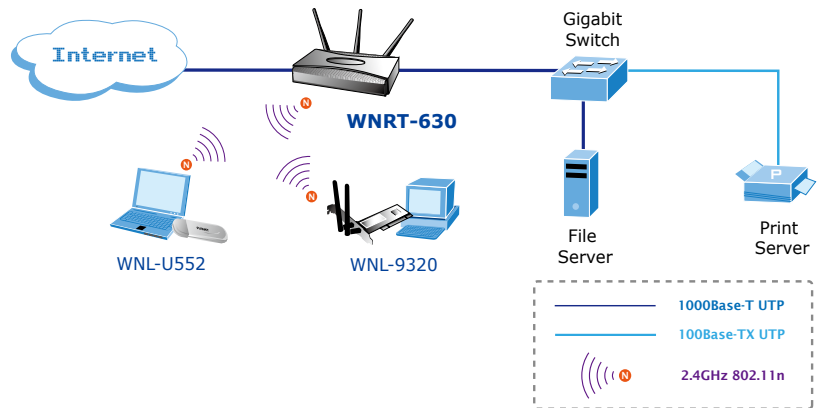 Internet
Gigabit
Switch
WNRT-630
N
N
N
P
WNL-U552
WNL-9320
File
Server
Print
Server
1000Base-T UTP
100Base-TX UTP
N
2.4GHz 802.11n